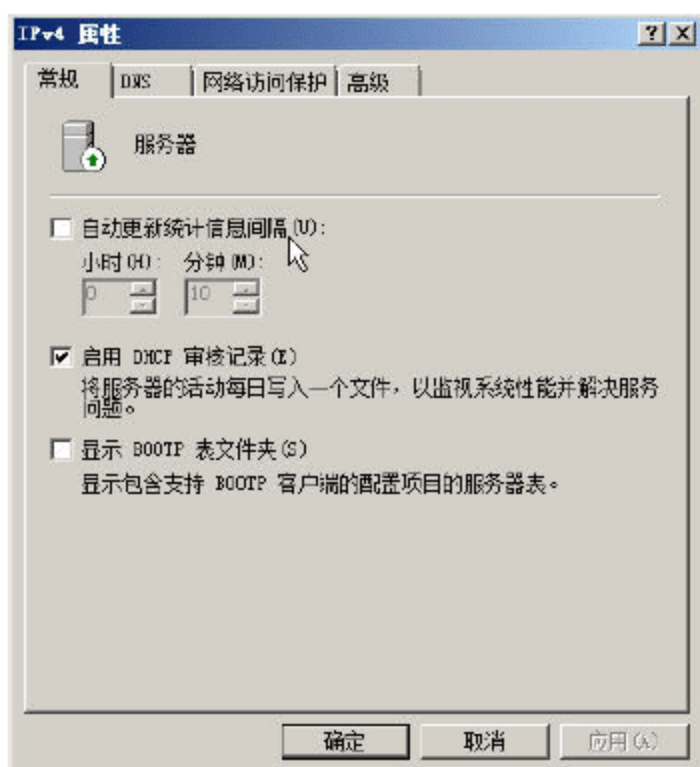 IPv4 属性
常规 DNS 网络访问保护 高级
服务器
自动更新统计信息间隔(U):
小时(H): 分钟(M):
0 10
启用 DHCP 审核记录(E)
将服务器的活动每日写入一个文件，以监视系统性能并解决服务
问题。
显示 BOOTP 表文件夹(S)
显示包含支持 BOOTP 客户端的配置项目的服务器表。
确定 取消 应用(A)